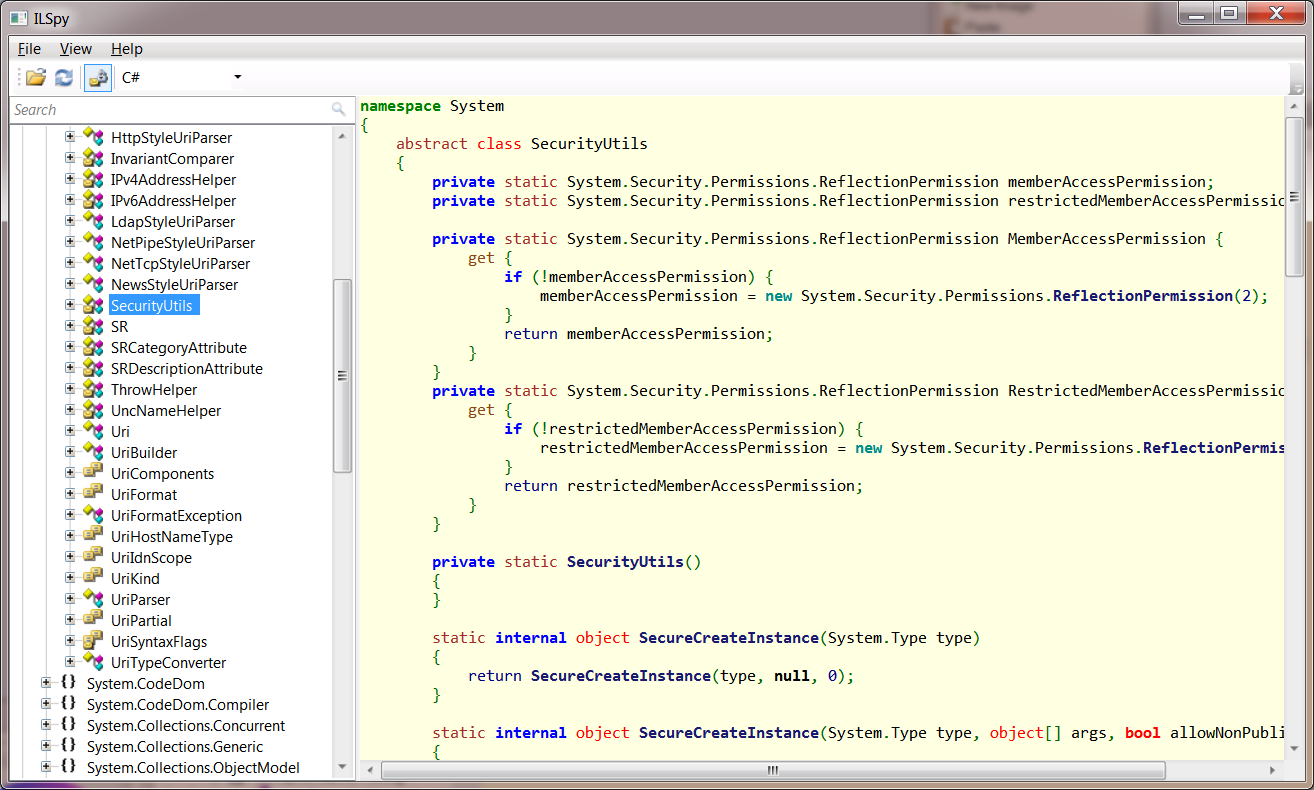 ILSpy
File View Help
C#
Search
HttpStyleUriParser
InvariantComparer
IPv4AddressHelper
IPv6AddressHelper
LdapStyleUriParser
NetPipeStyleUriParser
NetTcpStyleUriParser
NewsStyleUriParser
SecurityUtils
SR
SRCategoryAttribute
SRDescriptionAttribute
ThrowHelper
UncNameHelper
Uri
UriBuilder
UriComponents
UriFormat
UriFormatException
UriHostNameType
UriIdnScope
UriKind
UriParser
UriPartial
UriSyntaxFlags
UriTypeConverter
{} System.CodeDom
{} System.CodeDom.Compiler
{} System.Collections.Concurrent
{} System.Collections.Generic
{} System.Collections.ObjectModel
namespace System
{
abstract class SecurityUtils
{
private static System.Security.Permissions.ReflectionPermission memberAccessPermission;
private static System.Security.Permissions.ReflectionPermission restrictedMemberAccessPermissio
private static System.Security.Permissions.ReflectionPermission MemberAccessPermission {
get {
if (!memberAccessPermission) {
memberAccessPermission = new System.Security.Permissions.ReflectionPermission(2);
}
return memberAccessPermission;
}
}
private static System.Security.Permissions.ReflectionPermission RestrictedMemberAccessPermissio
get {
if (!restrictedMemberAccessPermission) {
restrictedMemberAccessPermission = new System.Security.Permissions.ReflectionPermis
}
return restrictedMemberAccessPermission;
}
}
private static SecurityUtils()
{
}
static internal object SecureCreateInstance(System.Type type)
{
return SecureCreateInstance(type, null, 0);
}
static internal object SecureCreateInstance(System.Type type, object[] args, bool allowNonPubli
{